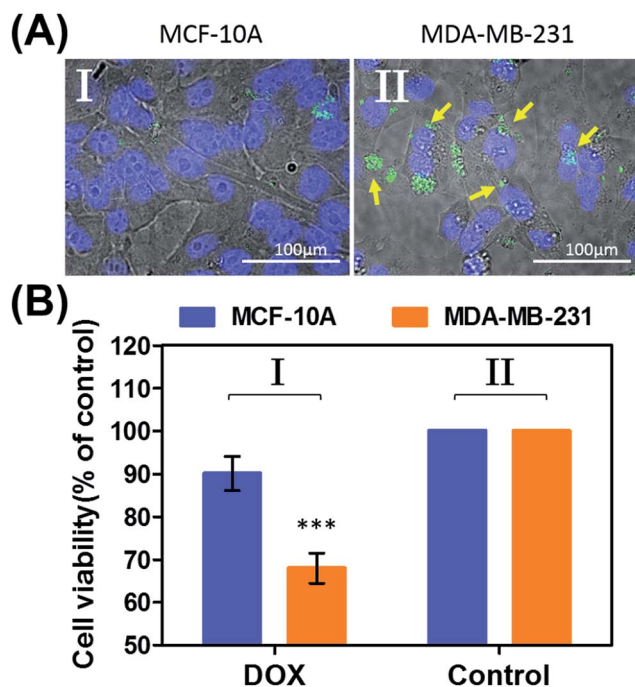 (A)
MCF-10A MDA-MB-231
I II
100μm 100μm
(B)
MCF-10A MDA-MB-231
Cell viability(% of control)
120
110
100
90
80
70
60
50
I II
***
DOX Control